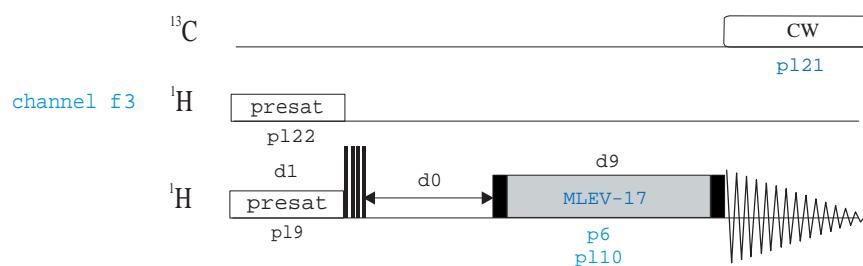 ¹³C
CW
pl21
channel f3
¹H
presat
pl22
d1
d0
d9
¹H
presat
MLEV-17
pl9
p6
pl10